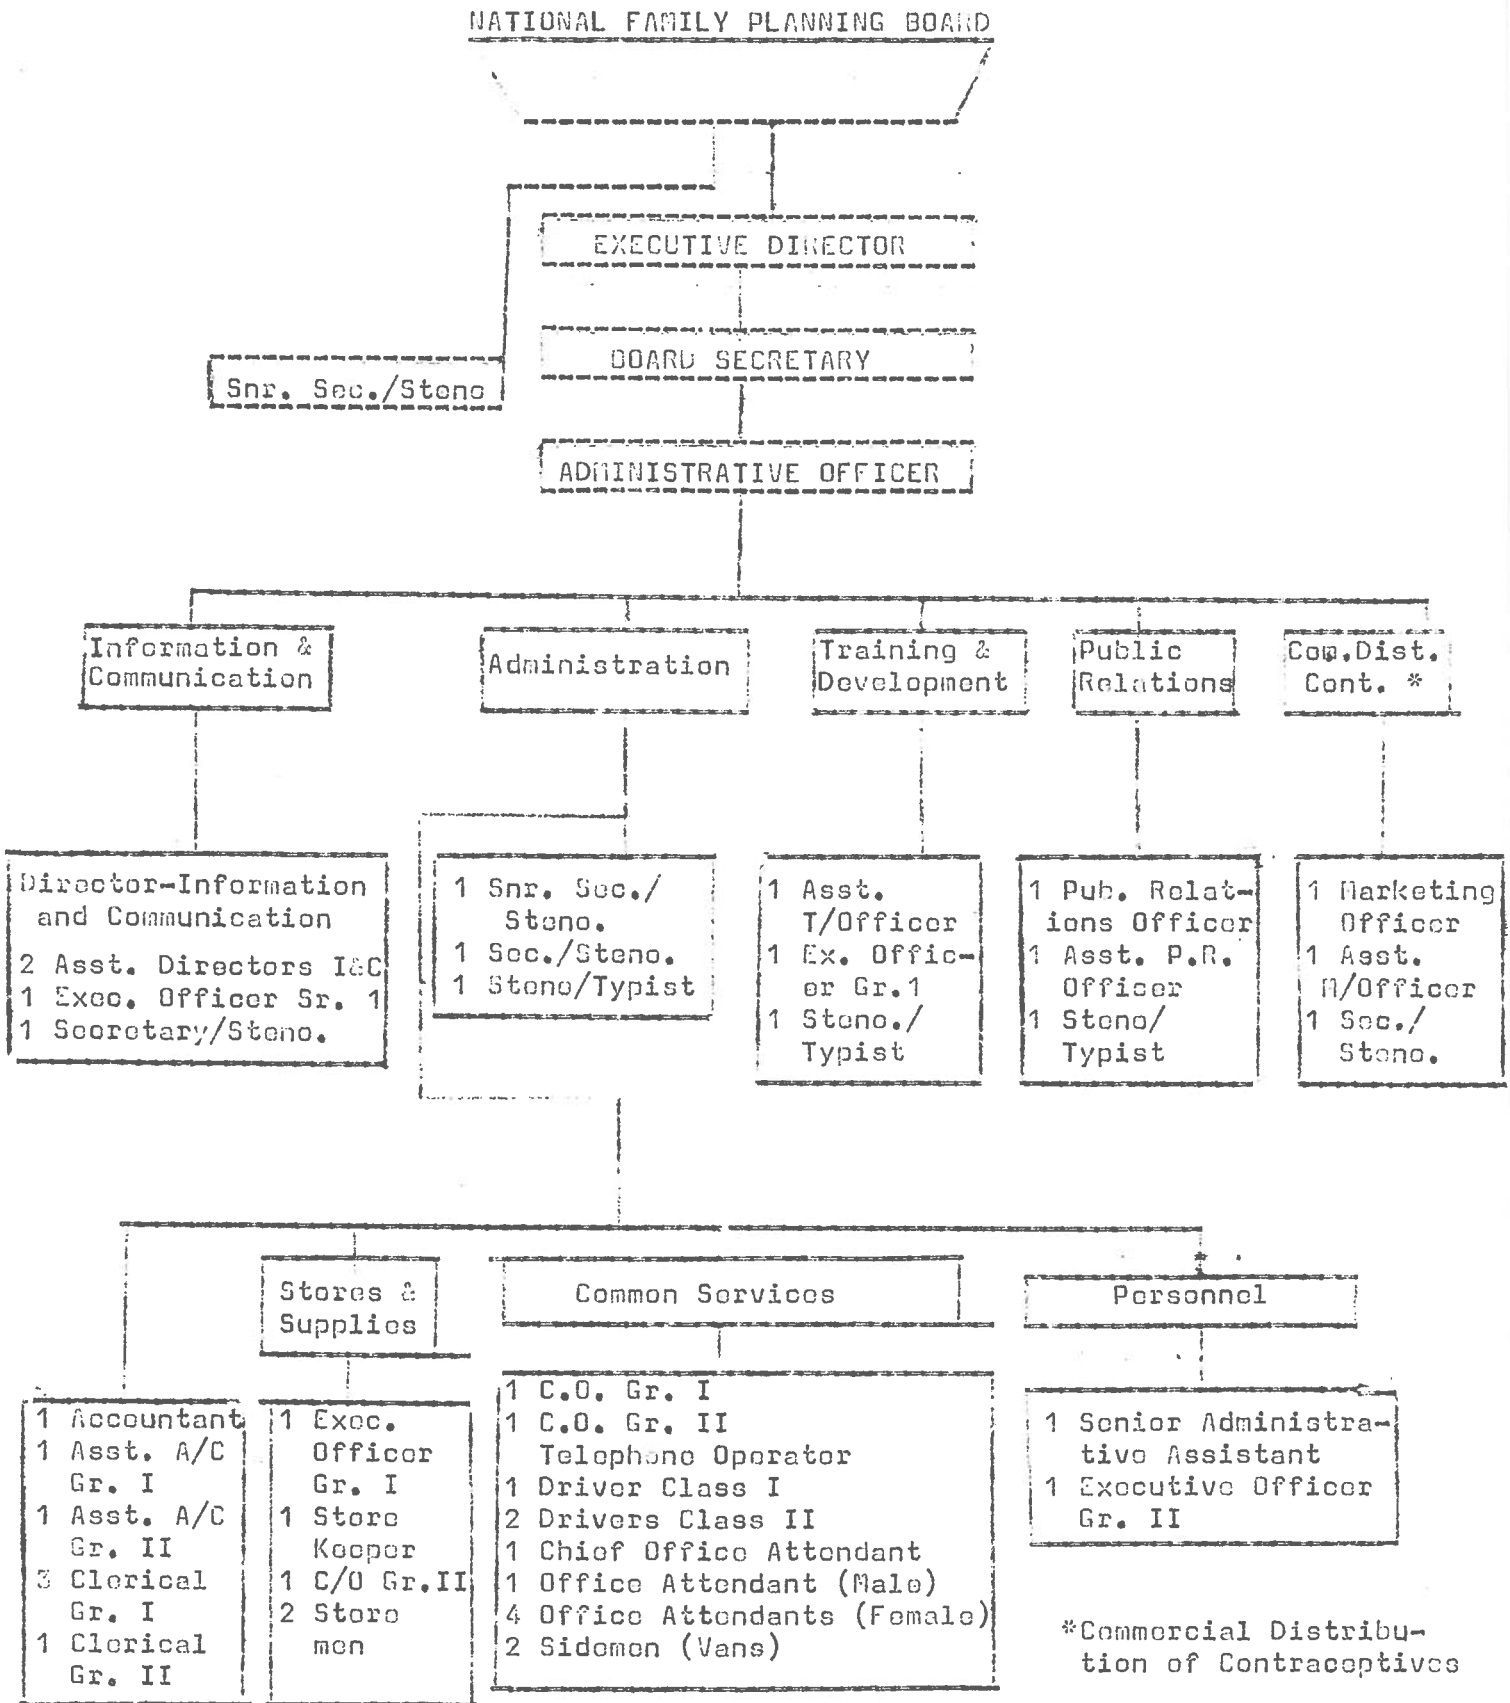 NATIONAL FAMILY PLANNING BOARD
EXECUTIVE DIRECTOR
BOARD SECRETARY
Snr. Sec./Steno
ADMINISTRATIVE OFFICER
Information &
Communication
Administration
Training &
Development
Public
Relations
Com.Dist.
Cont. *
Director-Information
and Communication
2 Asst. Directors I&C
1 Exec. Officer Sr. 1
1 Secretary/Steno.
1 Snr. Sec./
Steno.
1 Sec./Steno.
1 Steno/Typist
1 Asst.
T/Officer
1 Ex. Offic-
er Gr.1
1 Steno./
Typist
1 Pub. Relat-
ions Officer
1 Asst. P.R.
Officer
1 Steno/
Typist
1 Marketing
Officer
1 Asst.
M/Officer
1 Sec./
Steno.
Stores &
Supplies
Common Services
Personnel
1 Accountant
1 Asst. A/C
Gr. I
1 Asst. A/C
Gr. II
3 Clerical
Gr. I
1 Clerical
Gr. II
1 Exec.
Officer
Gr. I
1 Store
Keeper
1 C/O Gr.II
2 Store
men
1 C.O. Gr. I
1 C.O. Gr. II
Telephone Operator
1 Driver Class I
2 Drivers Class II
1 Chief Office Attendant
1 Office Attendant (Male)
4 Office Attendants (Female)
2 Sidemen (Vans)
1 Senior Administra-
tive Assistant
1 Executive Officer
Gr. II
*Commercial Distribu-
tion of Contraceptives